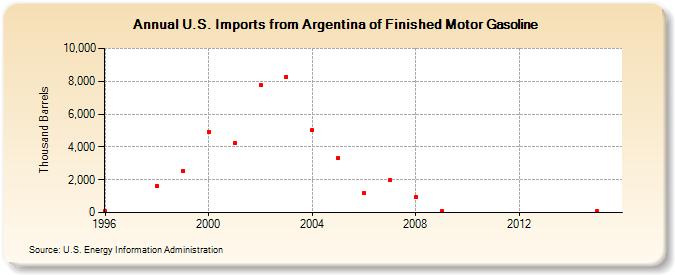 Annual U.S. Imports from Argentina of Finished Motor Gasoline
Thousand Barrels
10,000
8,000
6,000
4,000
2,000
0
1996 2000 2004 2008 2012
Source: U.S. Energy Information Administration